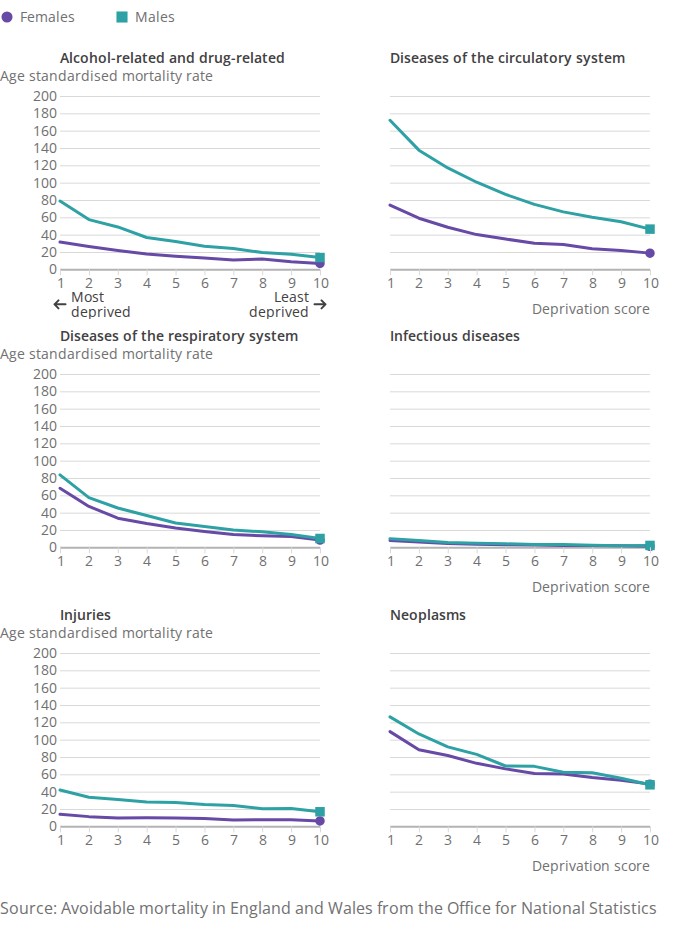 Females Males
Alcohol-related and drug-related
Age standardised mortality rate
200
180
160
140
120
100
80
60
40
20
0
1 2 3 4 5 6 7 8 9 10
Most deprived
Least deprived
Diseases of the circulatory system
1 2 3 4 5 6 7 8 9 10
Deprivation score
Diseases of the respiratory system
Age standardised mortality rate
200
180
160
140
120
100
80
60
40
20
0
1 2 3 4 5 6 7 8 9 10
Infectious diseases
1 2 3 4 5 6 7 8 9 10
Deprivation score
Injuries
Age standardised mortality rate
200
180
160
140
120
100
80
60
40
20
0
1 2 3 4 5 6 7 8 9 10
Neoplasms
1 2 3 4 5 6 7 8 9 10
Deprivation score
Source: Avoidable mortality in England and Wales from the Office for National Statistics